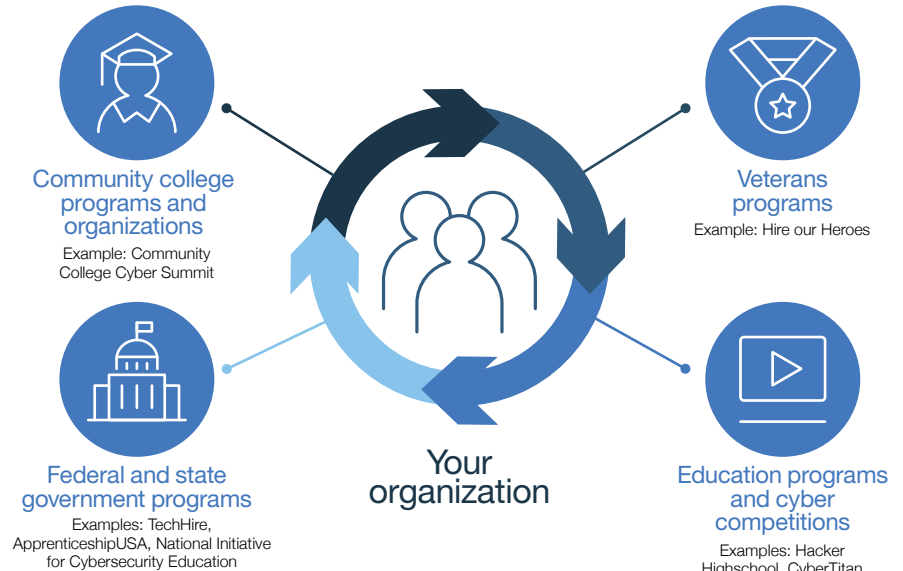 Community college
programs and
organizations
Example: Community
College Cyber Summit
Veterans
programs
Example: Hire our Heroes
Federal and state
government programs
Examples: TechHire,
ApprenticeshipUSA, National Initiative
for Cybersecurity Education
Your
organization
Education programs
and cyber
competitions
Examples: Hacker
Highschool, CyberTitan